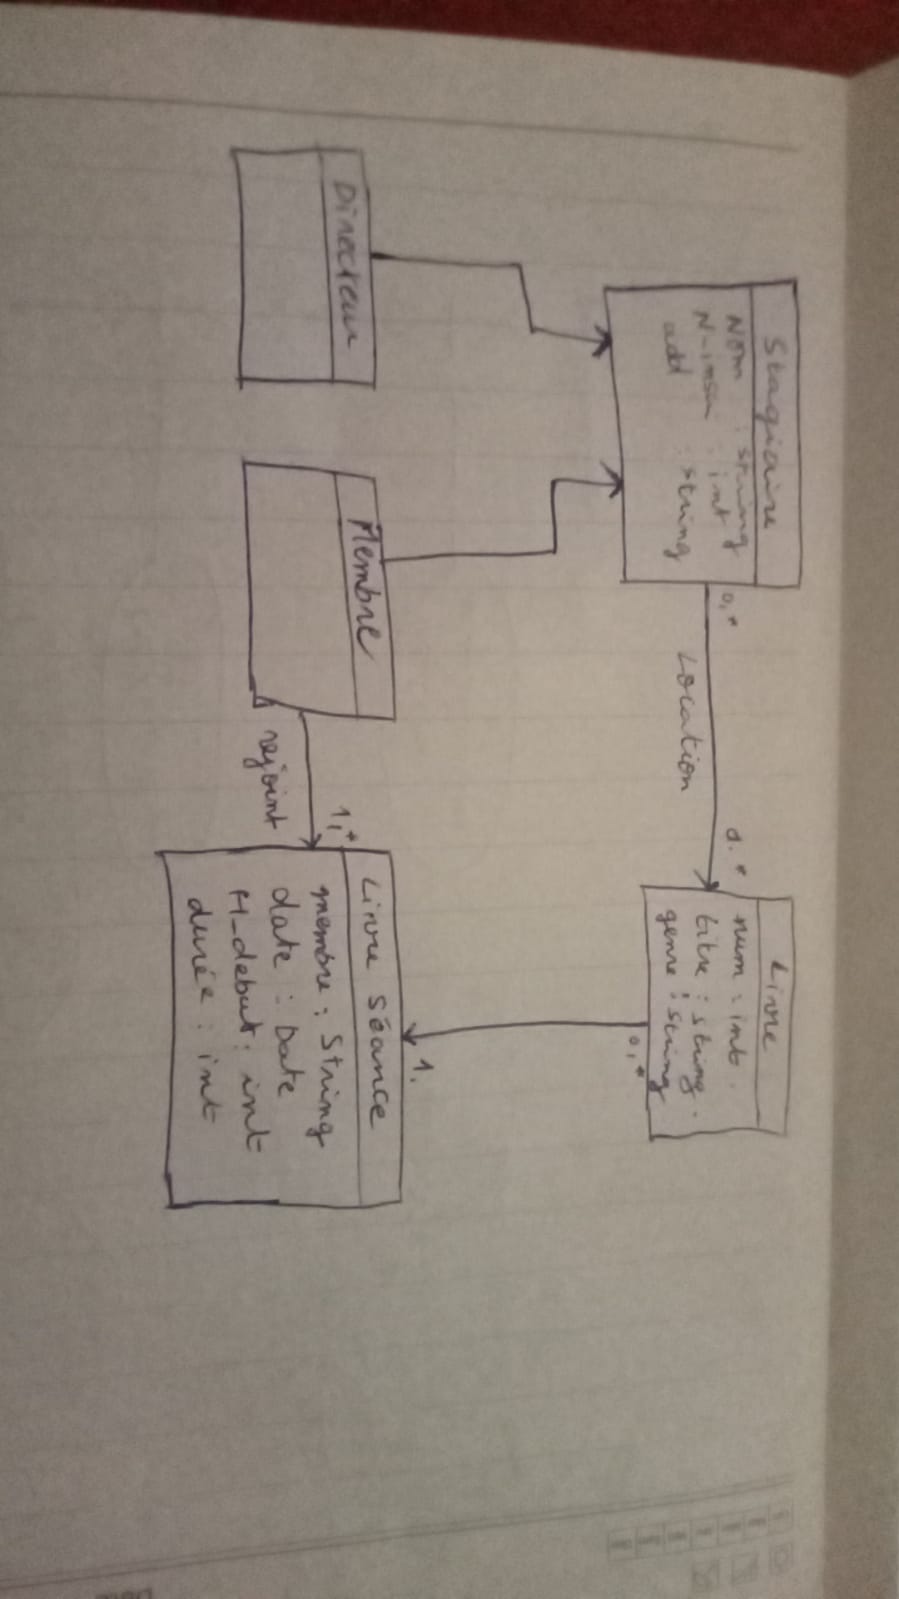 Stagiaire
Nom : string
N-inscri : int
add : string
0,*
Location
0.*
Livre
num : int.
titre : string.
genre : string
0,*
1.
Directeur
Membre
rejoint
1,*
Livre Séance
membre : String
date : Date
H_debut : int
durée : int